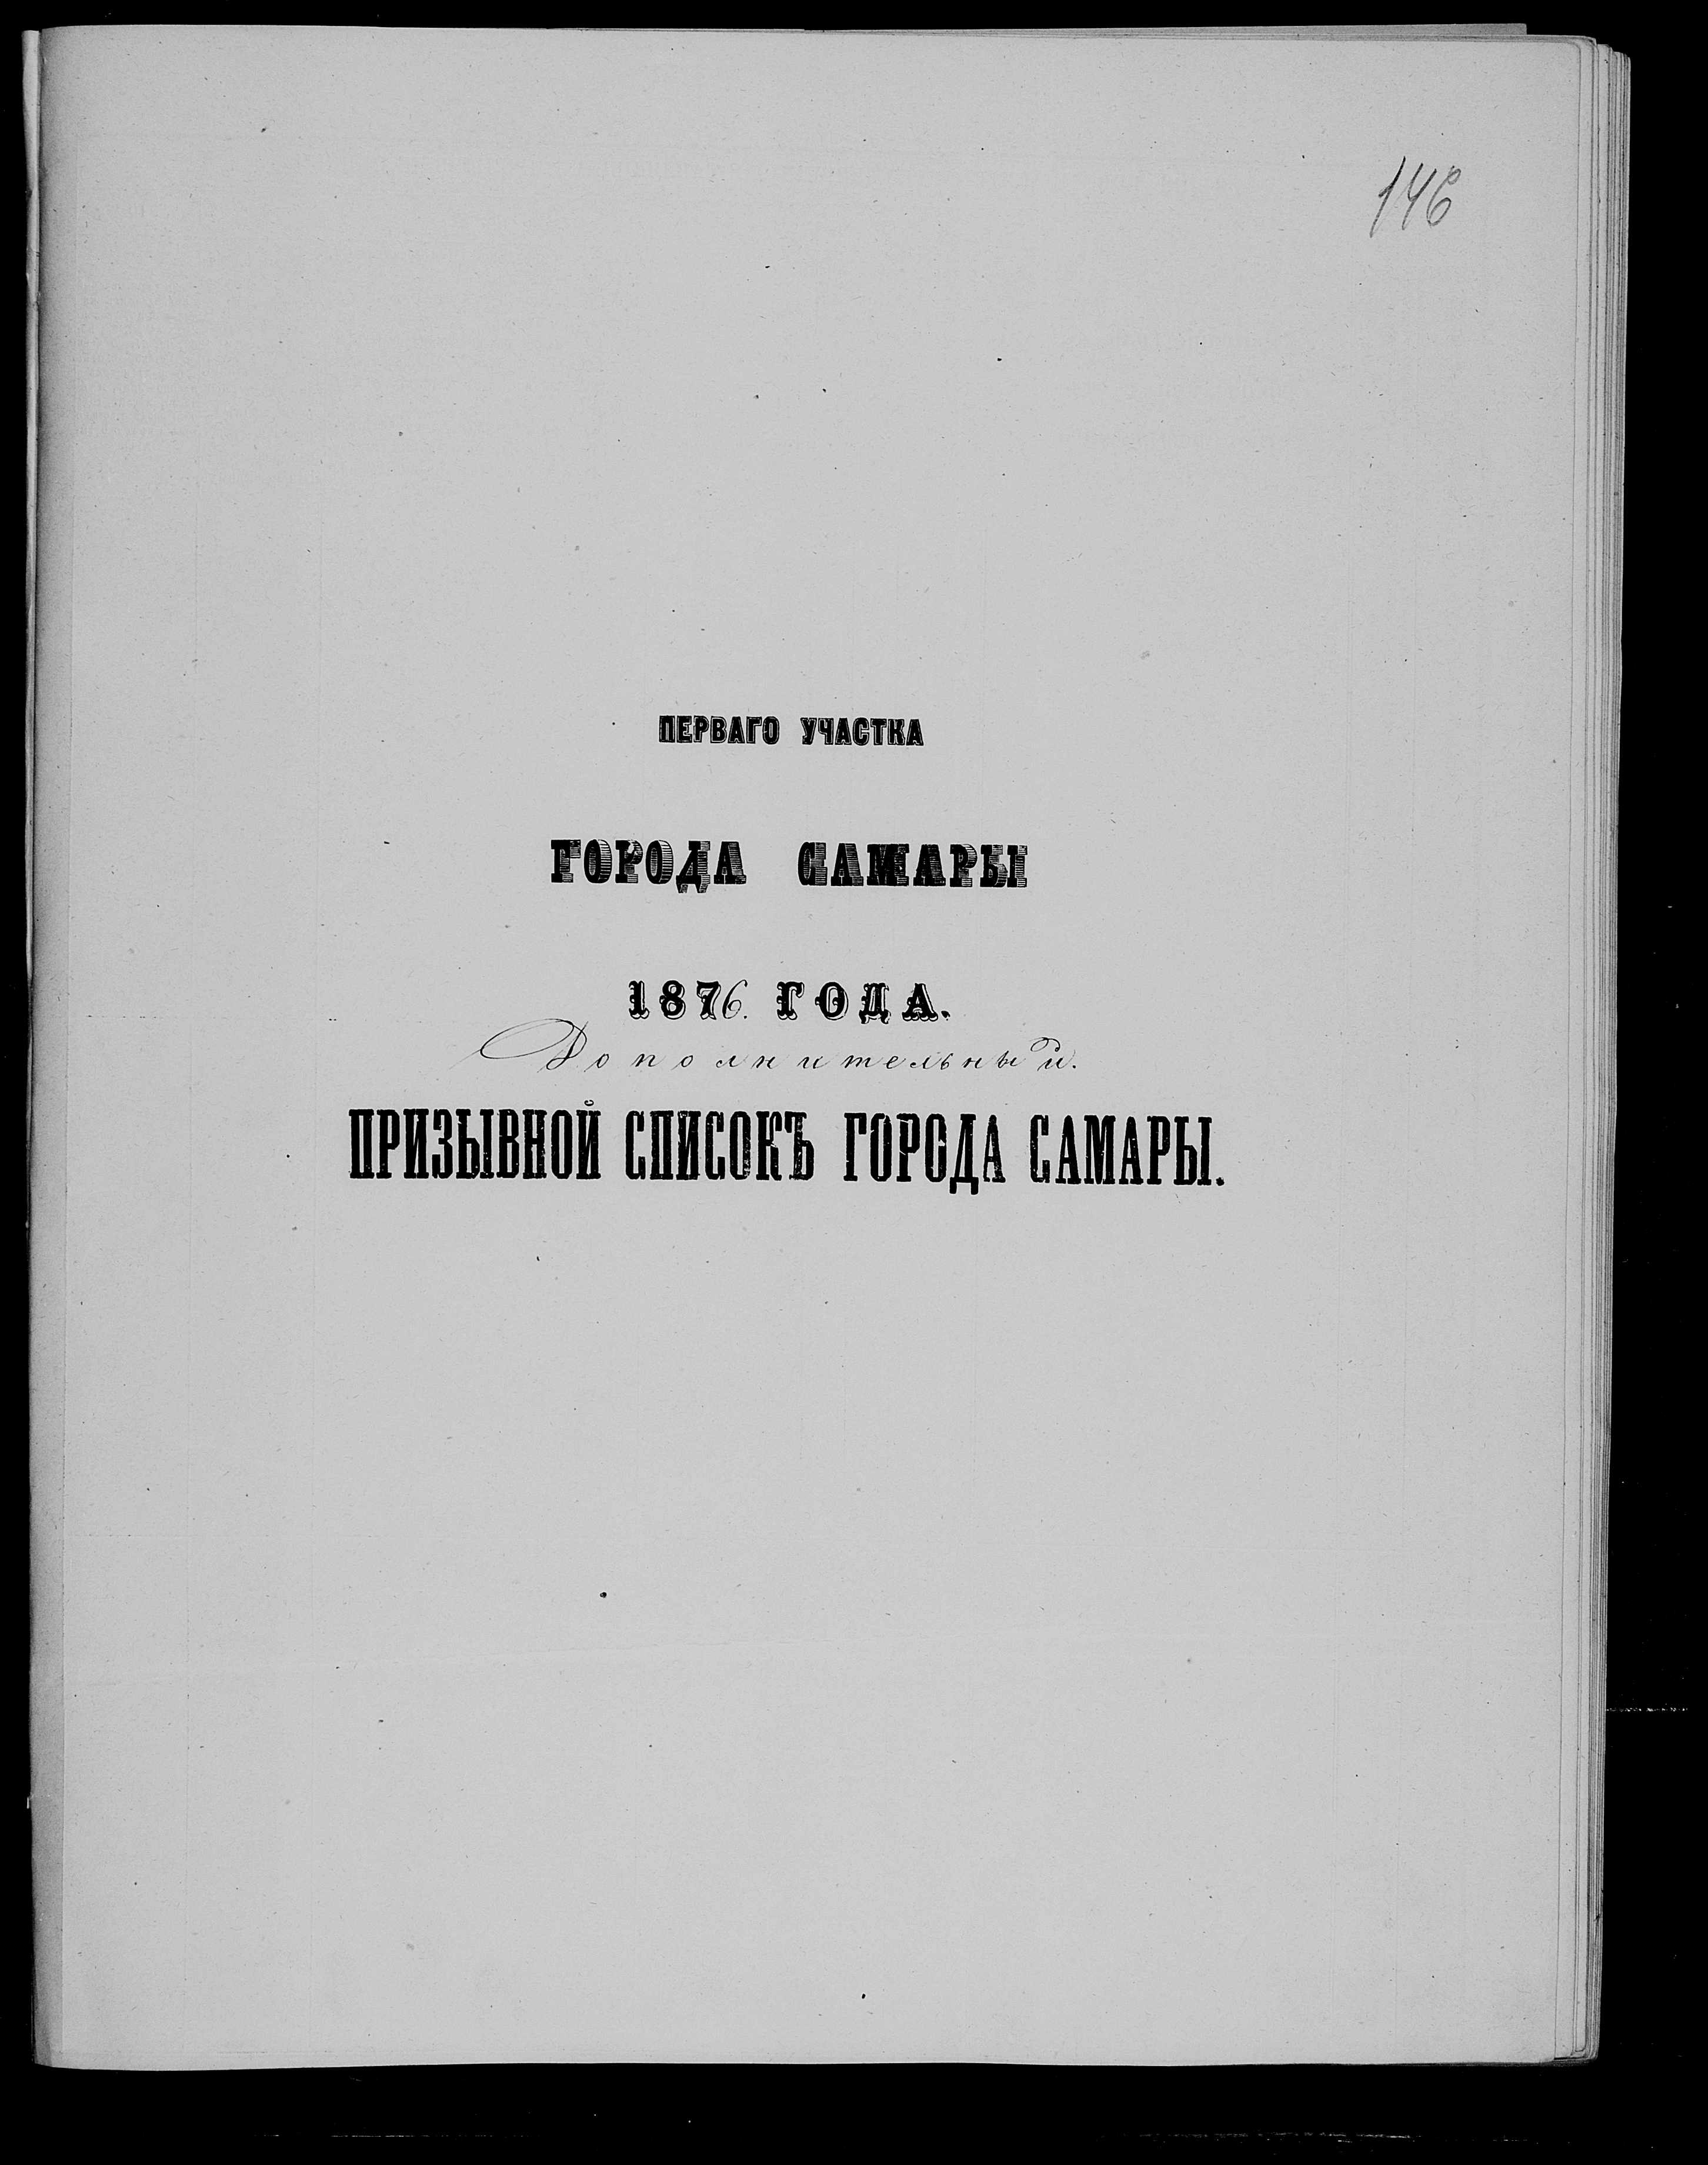 146
ПЕРВАГО УЧАСТКА
ГОРОДА САМАРЫ
1876. ГОДА.
Дополнительный.
ПРИЗЫВНОЙ СПИСОКЪ ГОРОДА САМАРЫ.